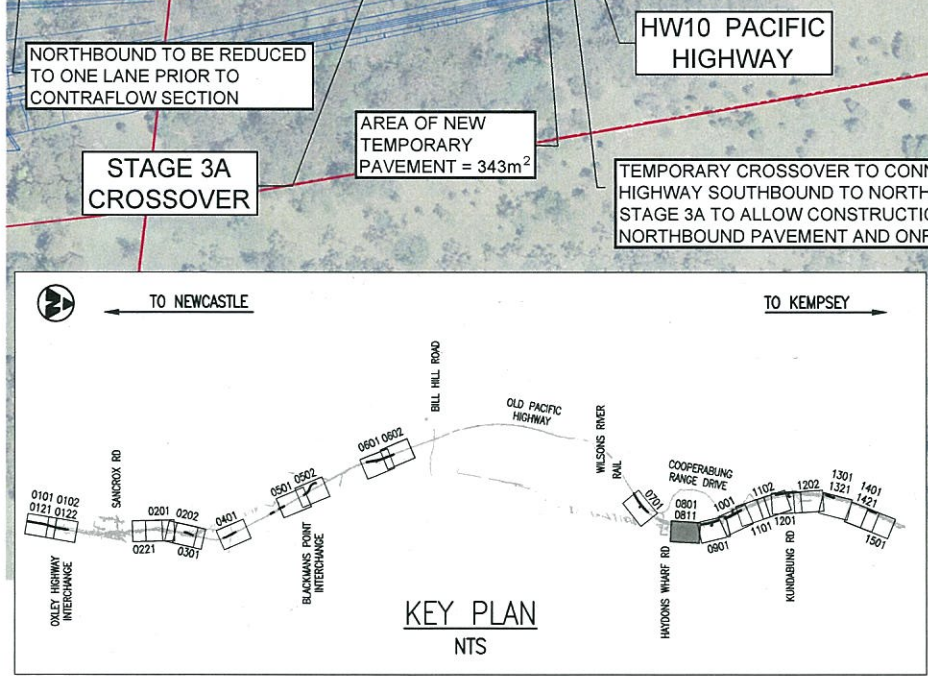 NORTHBOUND TO BE REDUCED
TO ONE LANE PRIOR TO
CONTRAFLOW SECTION
HW10 PACIFIC
HIGHWAY
AREA OF NEW
TEMPORARY
PAVEMENT = 343m²
STAGE 3A
CROSSOVER
TEMPORARY CROSSOVER TO CONN
HIGHWAY SOUTHBOUND TO NORTH
STAGE 3A TO ALLOW CONSTRUCTIO
NORTHBOUND PAVEMENT AND ONR
TO NEWCASTLE
TO KEMPSEY
BILL HILL ROAD
OLD PACIFIC
HIGHWAY
WILSONS RIVER
RAIL
COOPERABUNG
RANGE DRIVE
SANCROX RD
0101 0102
0121 0122
0201
0202
0221
0301
0401
0501 0502
0601 0602
0701
0801
0811
0901
1001
1101
1102
1201
1202
1301
1321
1401
1421
1501
OXLEY HIGHWAY
INTERCHANGE
BLACKMANS POINT
INTERCHANGE
HAYDONS WHARF RD
KUNDABUNG RD
KEY PLAN
NTS